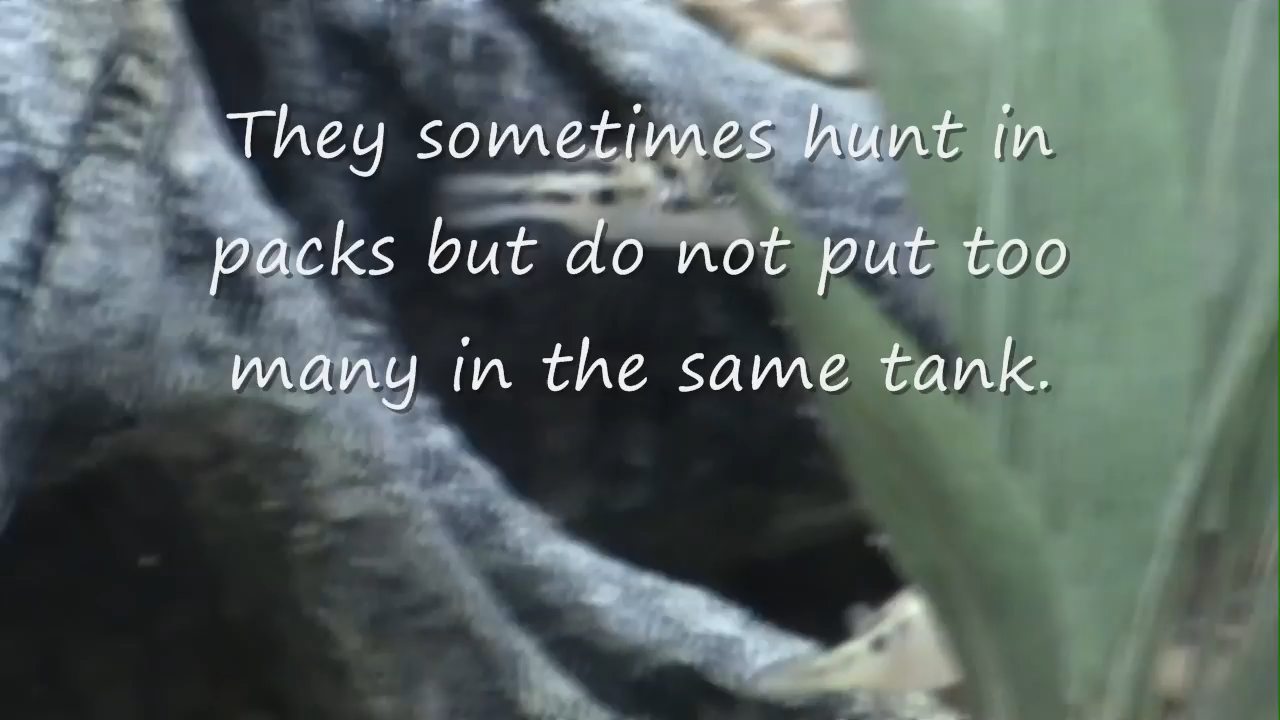 They sometimes hunt in
packs but do not put too
many in the same tank.